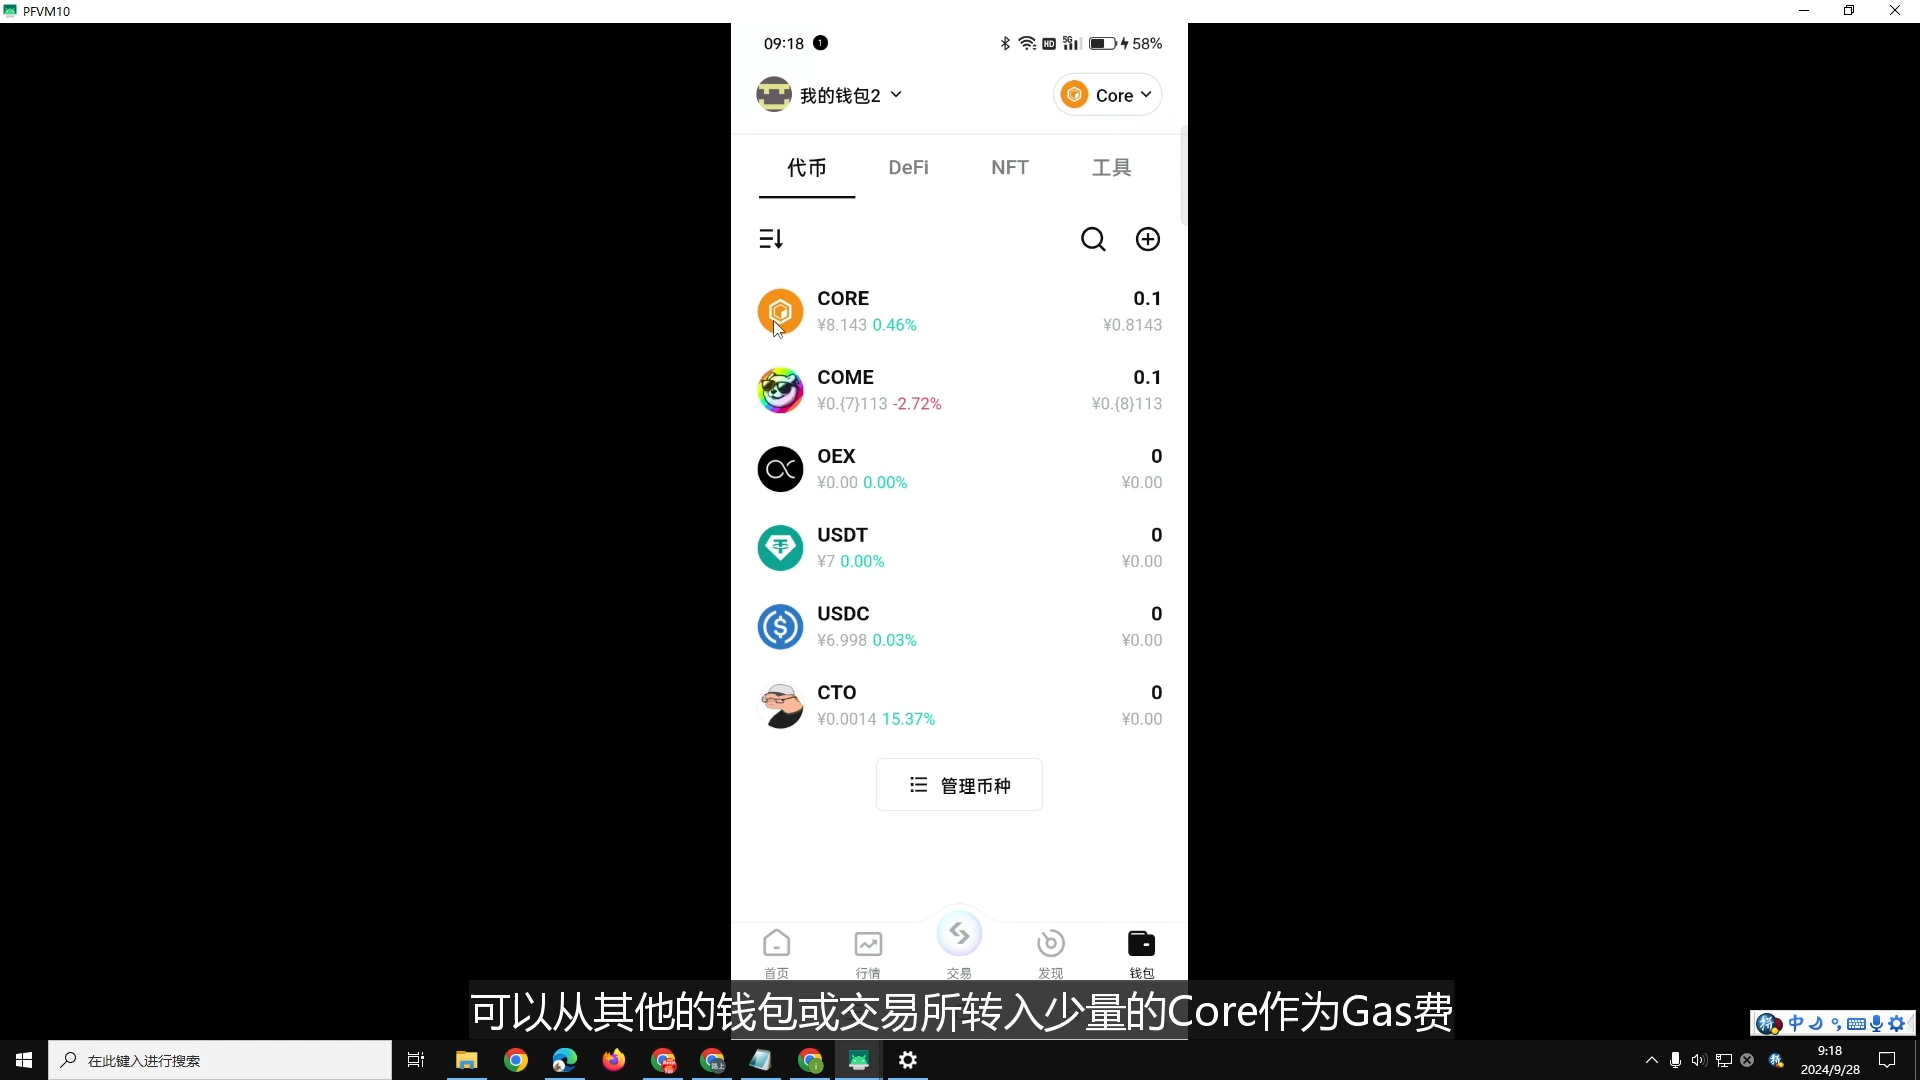 PFVM10
09:18 1 HD 5G 58%
我的钱包2 Core
代币 DeFi NFT 工具
CORE 0.1
¥8.143 0.46% ¥0.8143
COME 0.1
¥0.{7}113 -2.72% ¥0.{8}113
OEX 0
¥0.00 0.00% ¥0.00
USDT 0
¥7 0.00% ¥0.00
USDC 0
¥6.998 0.03% ¥0.00
CTO 0
¥0.0014 15.37% ¥0.00
管理币种
首页 行情 交易 发现 钱包
可以从其他的钱包或交易所转入少量的Core作为Gas费
中
在此键入进行搜索
9:18
2024/9/28